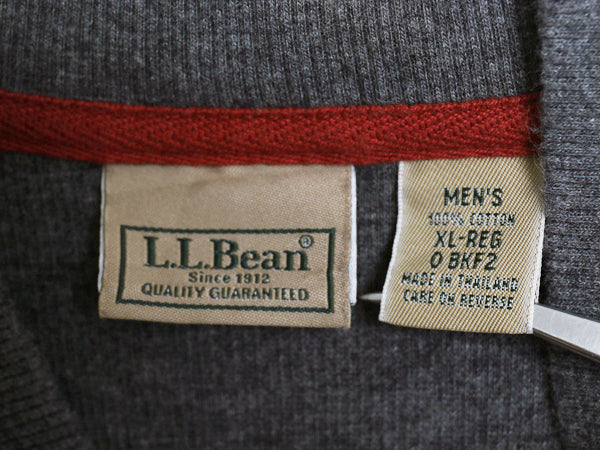 L.L.Bean®
Since 1912
QUALITY GUARANTEED
MEN'S
100% COTTON
XL-REG
0 BKF2
MADE IN THAILAND
CARE ON REVERSE